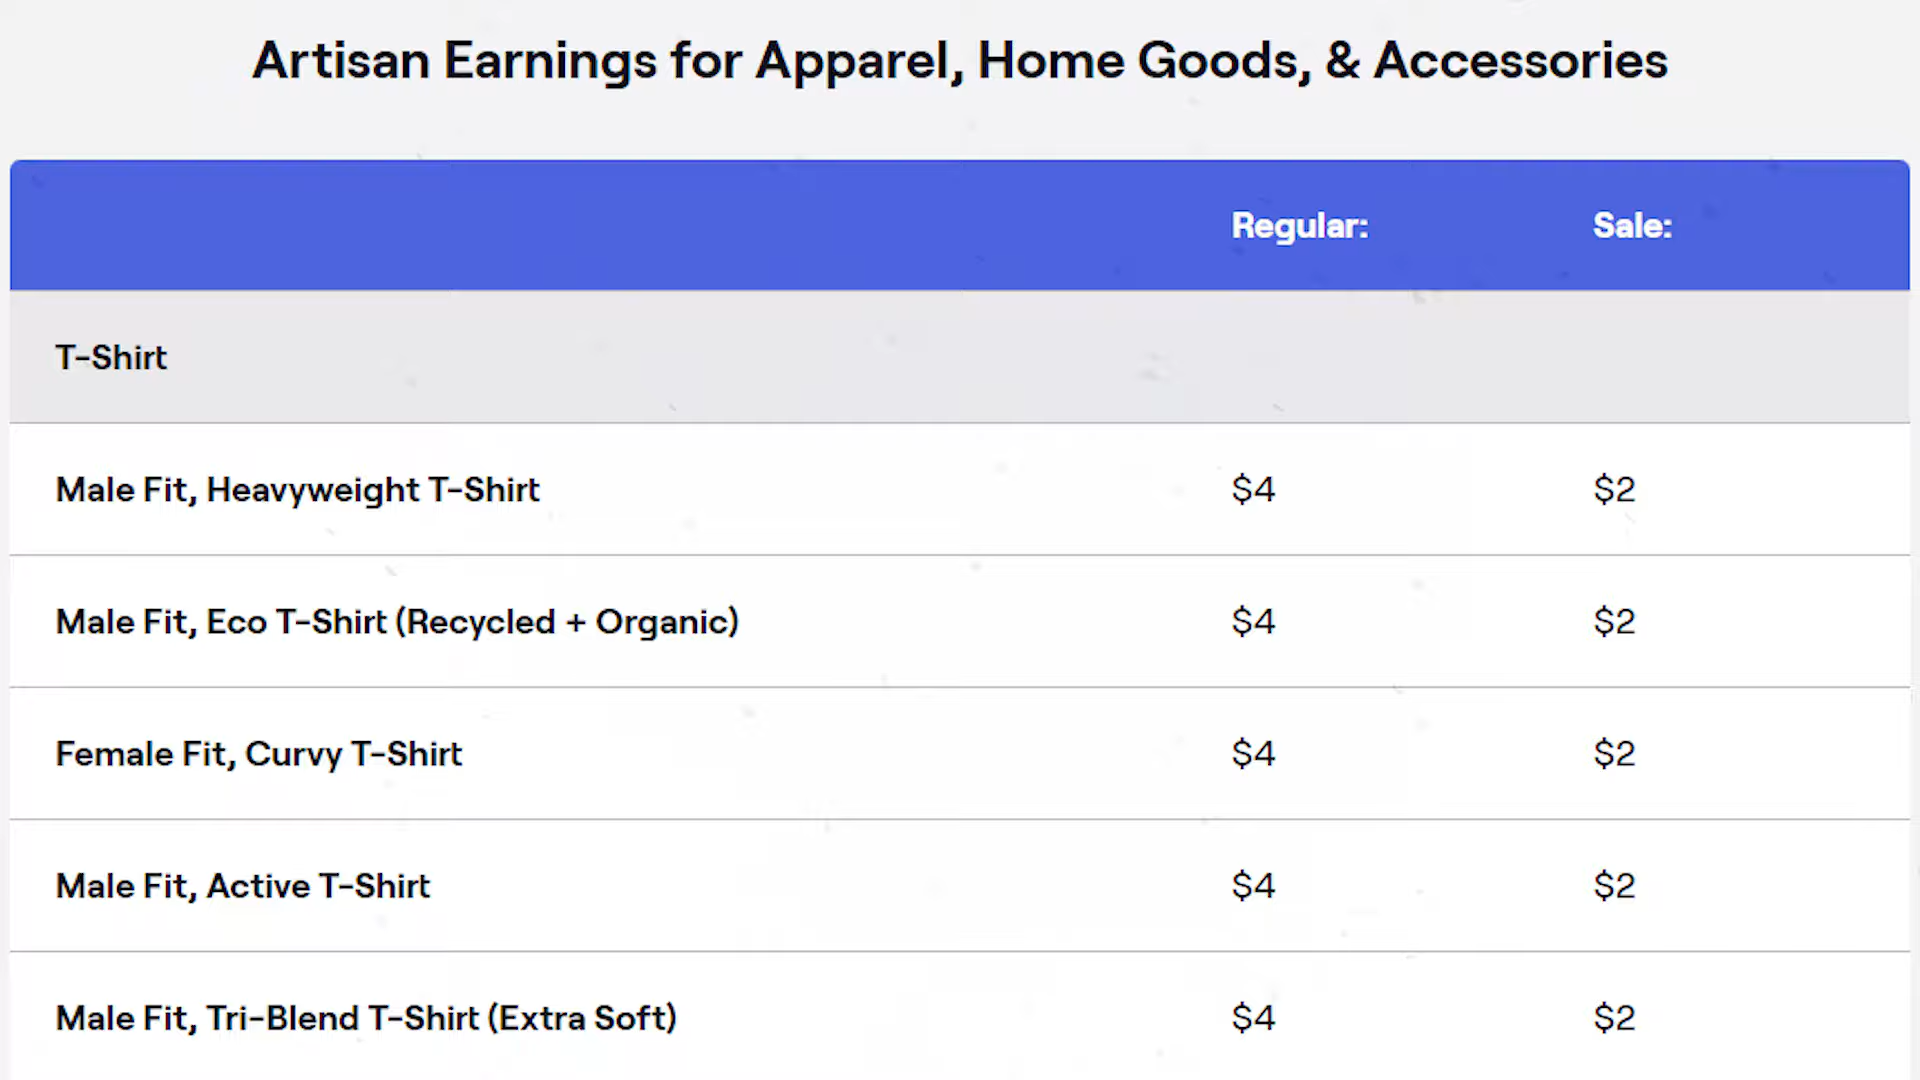 Artisan Earnings for Apparel, Home Goods, & Accessories
Regular: Sale:
T-Shirt
Male Fit, Heavyweight T-Shirt $4 $2
Male Fit, Eco T-Shirt (Recycled + Organic) $4 $2
Female Fit, Curvy T-Shirt $4 $2
Male Fit, Active T-Shirt $4 $2
Male Fit, Tri-Blend T-Shirt (Extra Soft) $4 $2